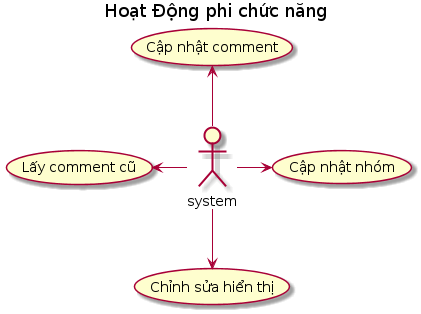 Hoạt Động phi chức năng
Cập nhật comment
Lấy comment cũ
Cập nhật nhóm
system
Chỉnh sửa hiển thị